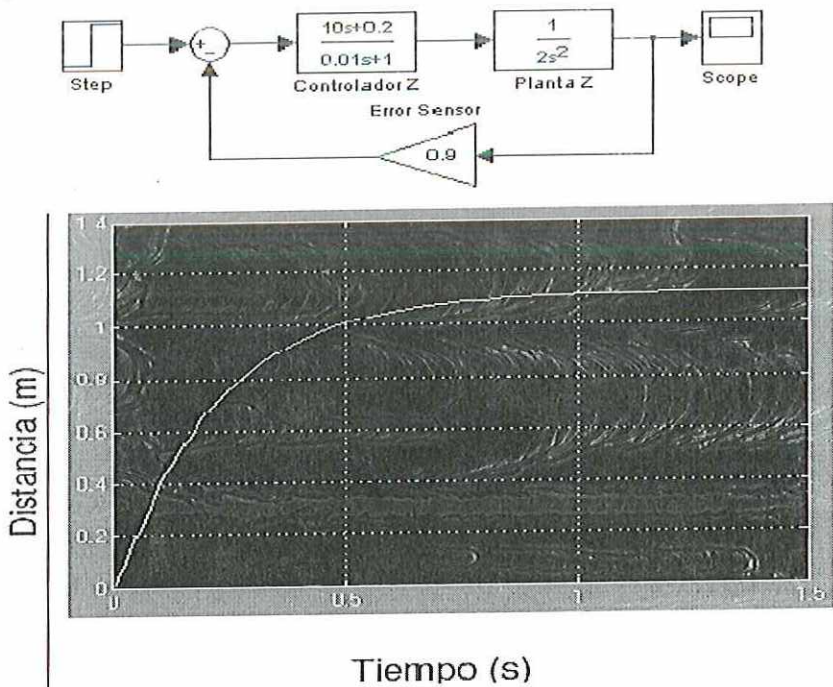 10s+0.2
0.01s+1
1
2s²
+
-
Step
Controlador Z
Planta Z
Scope
Error Sensor
0.9
1.4
1.2
1
0.8
0.6
0.4
0.2
0
0
0.5
1
1.5
Distancia (m)
Tiempo (s)